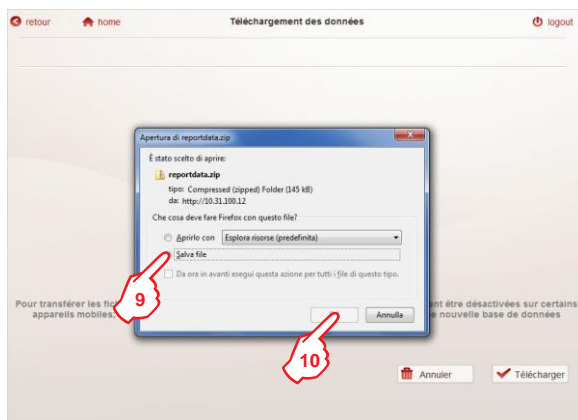 retour home Téléchargement des données logout
Apertura di reportdata.zip
È stato scelto di aprire:
reportdata.zip
tipo: Compressed (zipped) Folder (145 kB)
da: http://10.31.100.12
Che cosa deve fare Firefox con questo file?
Aprirlo con Esplora risorse (predefinita)
Salva file
Da ora in avanti esegui questa azione per tutti i file di questo tipo.
9
Annulla
10
Pour transférer les fic
ent être désactivées sur certains
appareils mobiles,
e nouvelle base de données
Annuler Télécharger